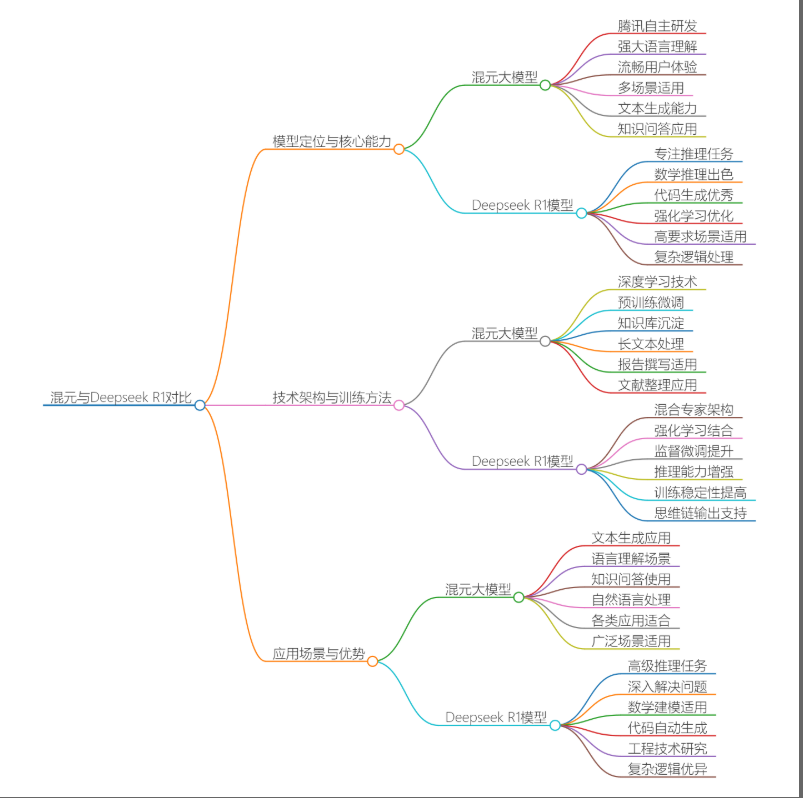 混元与Deepseek R1对比
模型定位与核心能力
混元大模型
腾讯自主研发
强大语言理解
流畅用户体验
多场景适用
文本生成能力
知识问答应用
Deepseek R1模型
专注推理任务
数学推理出色
代码生成优秀
强化学习优化
高要求场景适用
复杂逻辑处理
技术架构与训练方法
混元大模型
深度学习技术
预训练微调
知识库沉淀
长文本处理
报告撰写适用
文献整理应用
Deepseek R1模型
混合专家架构
强化学习结合
监督微调提升
推理能力增强
训练稳定性提高
思维链输出支持
应用场景与优势
混元大模型
文本生成应用
语言理解场景
知识问答使用
自然语言处理
各类应用适合
广泛场景适用
Deepseek R1模型
高级推理任务
深入解决问题
数学建模适用
代码自动生成
工程技术研究
复杂逻辑优异